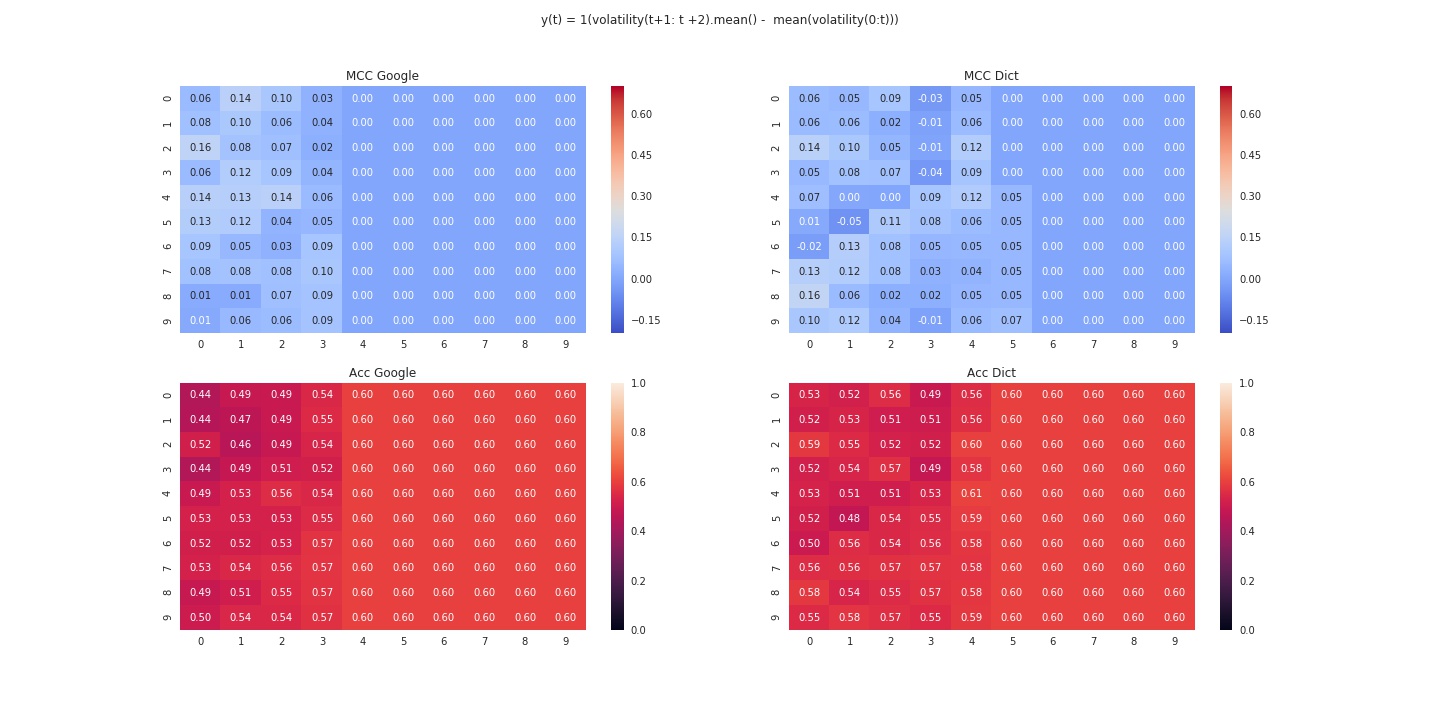 y(t) = 1(volatility(t+1: t +2).mean() -  mean(volatility(0:t)))
MCC Google
0 0.06 0.14 0.10 0.03 0.00 0.00 0.00 0.00 0.00 0.00
1 0.08 0.10 0.06 0.04 0.00 0.00 0.00 0.00 0.00 0.00
2 0.16 0.08 0.07 0.02 0.00 0.00 0.00 0.00 0.00 0.00
3 0.06 0.12 0.09 0.04 0.00 0.00 0.00 0.00 0.00 0.00
4 0.14 0.13 0.14 0.06 0.00 0.00 0.00 0.00 0.00 0.00
5 0.13 0.12 0.04 0.05 0.00 0.00 0.00 0.00 0.00 0.00
6 0.09 0.05 0.03 0.09 0.00 0.00 0.00 0.00 0.00 0.00
7 0.08 0.08 0.08 0.10 0.00 0.00 0.00 0.00 0.00 0.00
8 0.01 0.01 0.07 0.09 0.00 0.00 0.00 0.00 0.00 0.00
9 0.01 0.06 0.06 0.09 0.00 0.00 0.00 0.00 0.00 0.00
0 1 2 3 4 5 6 7 8 9
0.60
0.45
0.30
0.15
0.00
−0.15
MCC Dict
0 0.06 0.05 0.09 -0.03 0.05 0.00 0.00 0.00 0.00 0.00
1 0.06 0.06 0.02 -0.01 0.06 0.00 0.00 0.00 0.00 0.00
2 0.14 0.10 0.05 -0.01 0.12 0.00 0.00 0.00 0.00 0.00
3 0.05 0.08 0.07 -0.04 0.09 0.00 0.00 0.00 0.00 0.00
4 0.07 0.00 0.00 0.09 0.12 0.05 0.00 0.00 0.00 0.00
5 0.01 -0.05 0.11 0.08 0.06 0.05 0.00 0.00 0.00 0.00
6 -0.02 0.13 0.08 0.05 0.05 0.05 0.00 0.00 0.00 0.00
7 0.13 0.12 0.08 0.03 0.04 0.05 0.00 0.00 0.00 0.00
8 0.16 0.06 0.02 0.02 0.05 0.05 0.00 0.00 0.00 0.00
9 0.10 0.12 0.04 -0.01 0.06 0.07 0.00 0.00 0.00 0.00
0 1 2 3 4 5 6 7 8 9
0.60
0.45
0.30
0.15
0.00
−0.15
Acc Google
0 0.44 0.49 0.49 0.54 0.60 0.60 0.60 0.60 0.60 0.60
1 0.44 0.47 0.49 0.55 0.60 0.60 0.60 0.60 0.60 0.60
2 0.52 0.46 0.49 0.54 0.60 0.60 0.60 0.60 0.60 0.60
3 0.44 0.49 0.51 0.52 0.60 0.60 0.60 0.60 0.60 0.60
4 0.49 0.53 0.56 0.54 0.60 0.60 0.60 0.60 0.60 0.60
5 0.53 0.53 0.53 0.55 0.60 0.60 0.60 0.60 0.60 0.60
6 0.52 0.52 0.53 0.57 0.60 0.60 0.60 0.60 0.60 0.60
7 0.53 0.54 0.56 0.57 0.60 0.60 0.60 0.60 0.60 0.60
8 0.49 0.51 0.55 0.57 0.60 0.60 0.60 0.60 0.60 0.60
9 0.50 0.54 0.54 0.57 0.60 0.60 0.60 0.60 0.60 0.60
0 1 2 3 4 5 6 7 8 9
1.0
0.8
0.6
0.4
0.2
0.0
Acc Dict
0 0.53 0.52 0.56 0.49 0.56 0.60 0.60 0.60 0.60 0.60
1 0.52 0.53 0.51 0.51 0.56 0.60 0.60 0.60 0.60 0.60
2 0.59 0.55 0.52 0.52 0.60 0.60 0.60 0.60 0.60 0.60
3 0.52 0.54 0.57 0.49 0.58 0.60 0.60 0.60 0.60 0.60
4 0.53 0.51 0.51 0.53 0.61 0.60 0.60 0.60 0.60 0.60
5 0.52 0.48 0.54 0.55 0.59 0.60 0.60 0.60 0.60 0.60
6 0.50 0.56 0.54 0.56 0.58 0.60 0.60 0.60 0.60 0.60
7 0.56 0.56 0.57 0.57 0.58 0.60 0.60 0.60 0.60 0.60
8 0.58 0.54 0.55 0.57 0.58 0.60 0.60 0.60 0.60 0.60
9 0.55 0.58 0.57 0.55 0.59 0.60 0.60 0.60 0.60 0.60
0 1 2 3 4 5 6 7 8 9
1.0
0.8
0.6
0.4
0.2
0.0